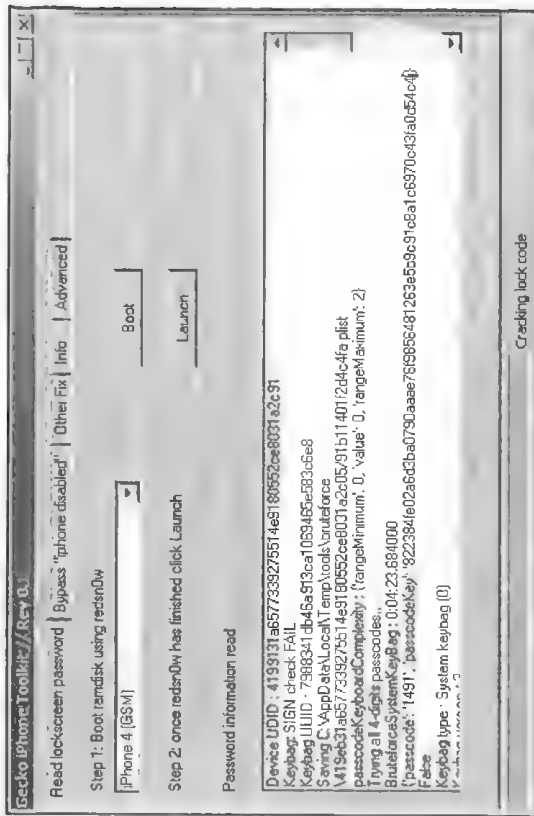 Gecko iPhone Toolkit // Rev 0.1
Read lockscreen password | Bypass "iphone disabled" | Other Fix | Info | Advanced
Step 1: Boot ramdisk using redsn0w
iPhone 4 [GSM] Boot
Step 2: once redsn0w has finished click Launch
Launch
Password information read
Device UDID : 4199131a6577339275514e9180552ce8031a2c91
Keybag: SIGN check FAIL
Keybag UUID : 7988341db46a913ca1069465e583c6e8
Saving C:\AppData\Local\Temp\tools\bruteforce
\419eb31a6577339275b14e9180552ce8031a2c05/91b11401f2d4c4fa plist
passcodeKeyboardComplexity : {'rangeMinimum': 0, 'value': 0, 'rangeMaximum': 2}
Trying all 4-digits passcodes...
BruteforceSystemKeyBag : 0:04:23.684000
{'passcode': '1491', 'passcodeKey': '822384fe02a6d3ba0790aaae76f9856481263e5b9c91c8a1c6970c43fa0c54c4}
False
Keybag type : System keybag (0)
Cracking lock code